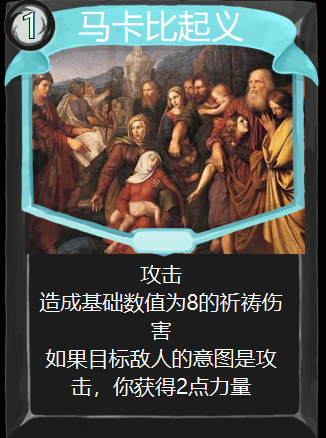 1
马卡比起义
攻击
造成基础数值为8的祈祷伤
害
如果目标敌人的意图是攻
击，你获得2点力量